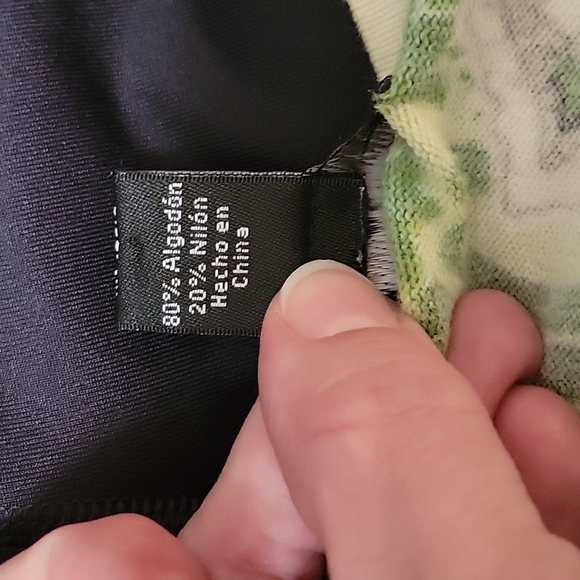 80% Algodón
20% Nilón
Hecho en
China